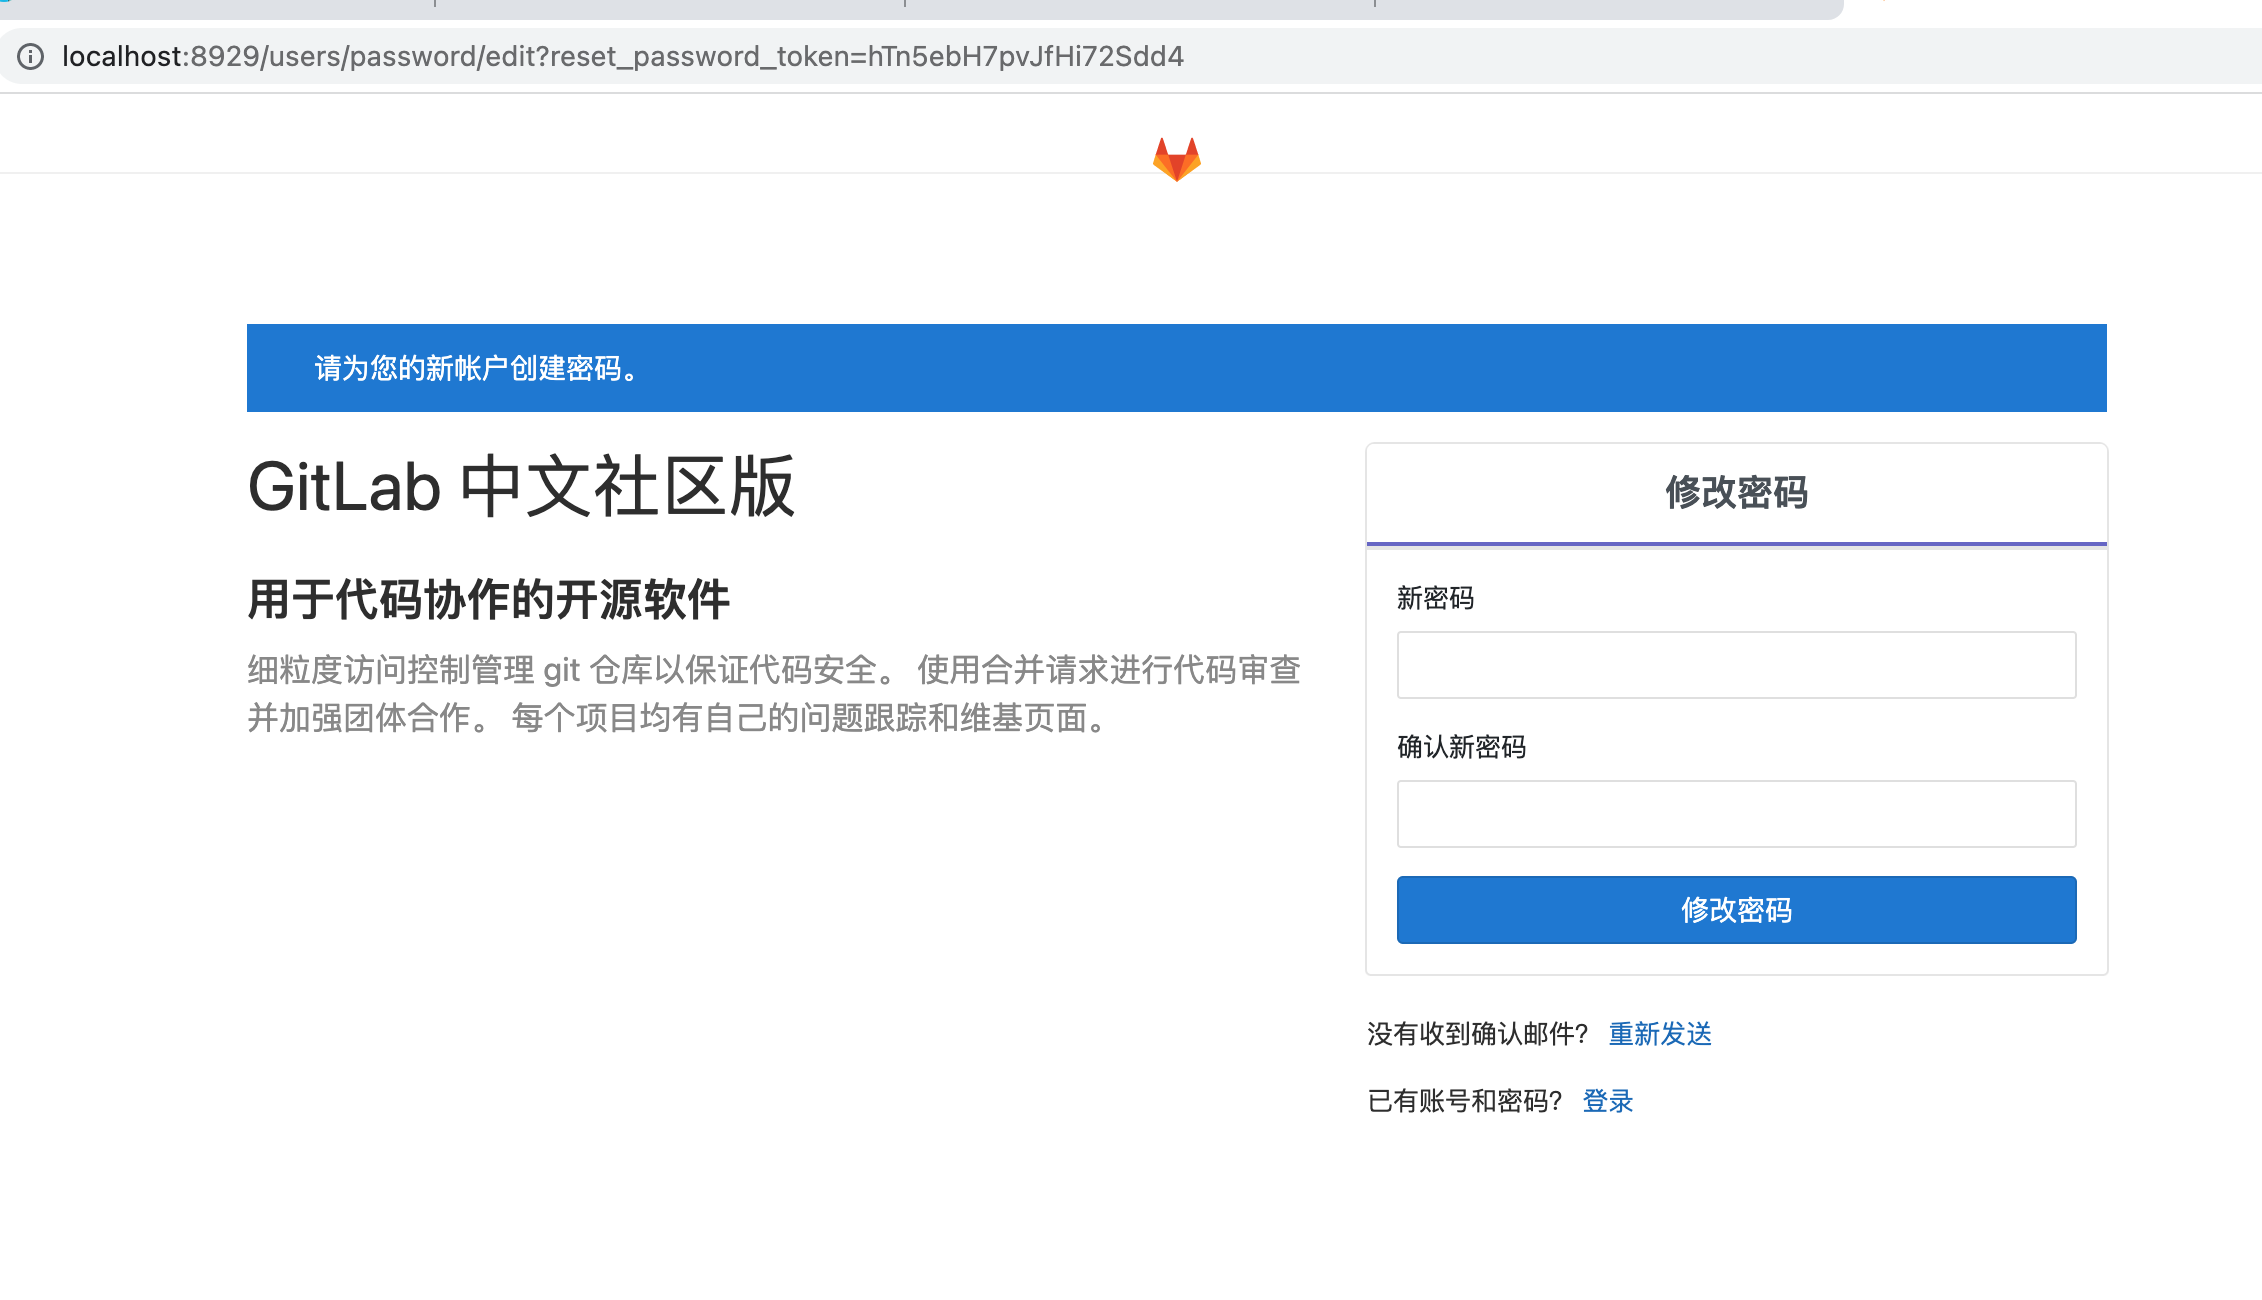 localhost:8929/users/password/edit?reset_password_token=hTn5ebH7pvJfHi72Sdd4
请为您的新帐户创建密码。
GitLab 中文社区版
用于代码协作的开源软件
细粒度访问控制管理 git 仓库以保证代码安全。 使用合并请求进行代码审查
并加强团体合作。 每个项目均有自己的问题跟踪和维基页面。
修改密码
新密码
确认新密码
修改密码
没有收到确认邮件? 重新发送
已有账号和密码? 登录